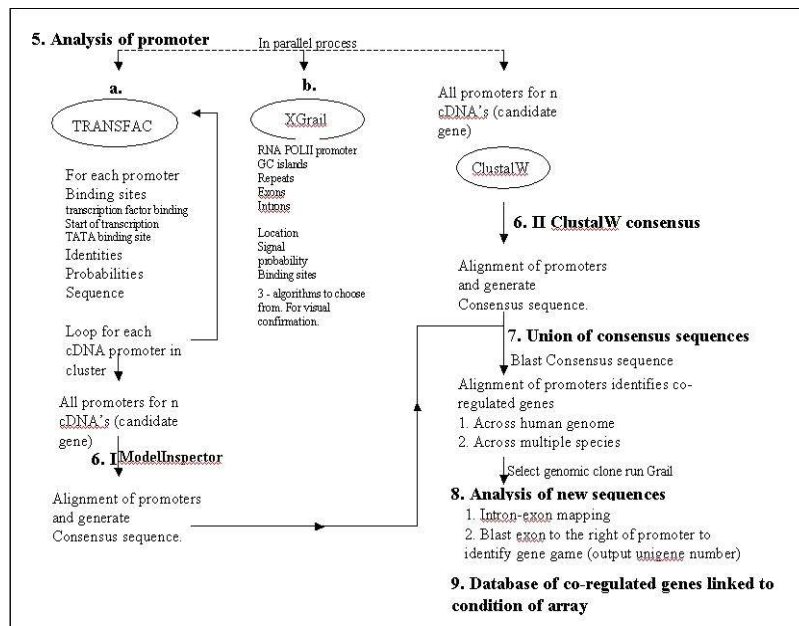 5. Analysis of promoter
In parallel process
a.
TRANSFAC
For each promoter
Binding sites
transcription factor binding
Start of transcription
TATA binding site
Identities
Probabilities
Sequence
Loop for each
cDNA promoter in
cluster
All promoters for n
cDNA's (candidate
gene)
6. I ModelInspector
Alignment of promoters
and generate
Consensus sequence.
b.
XGrail
RNA POLII promoter
GC islands
Repeats
Exons
Introns
Location
Signal
probability
Binding sites
3 - algorithms to choose
from. For visual
confirmation.
All promoters for n
cDNA's (candidate
gene)
ClustalW
6. II ClustalW consensus
Alignment of promoters
and generate
Consensus sequence.
7. Union of consensus sequences
Blast Consensus sequence
Alignment of promoters identifies co-
regulated genes
1. Across human genome
2. Across multiple species
Select genomic clone run Grail
8. Analysis of new sequences
1. Intron-exon mapping
2. Blast exon to the right of promoter to
identify gene game (output unigene number)
9. Database of co-regulated genes linked to
condition of array